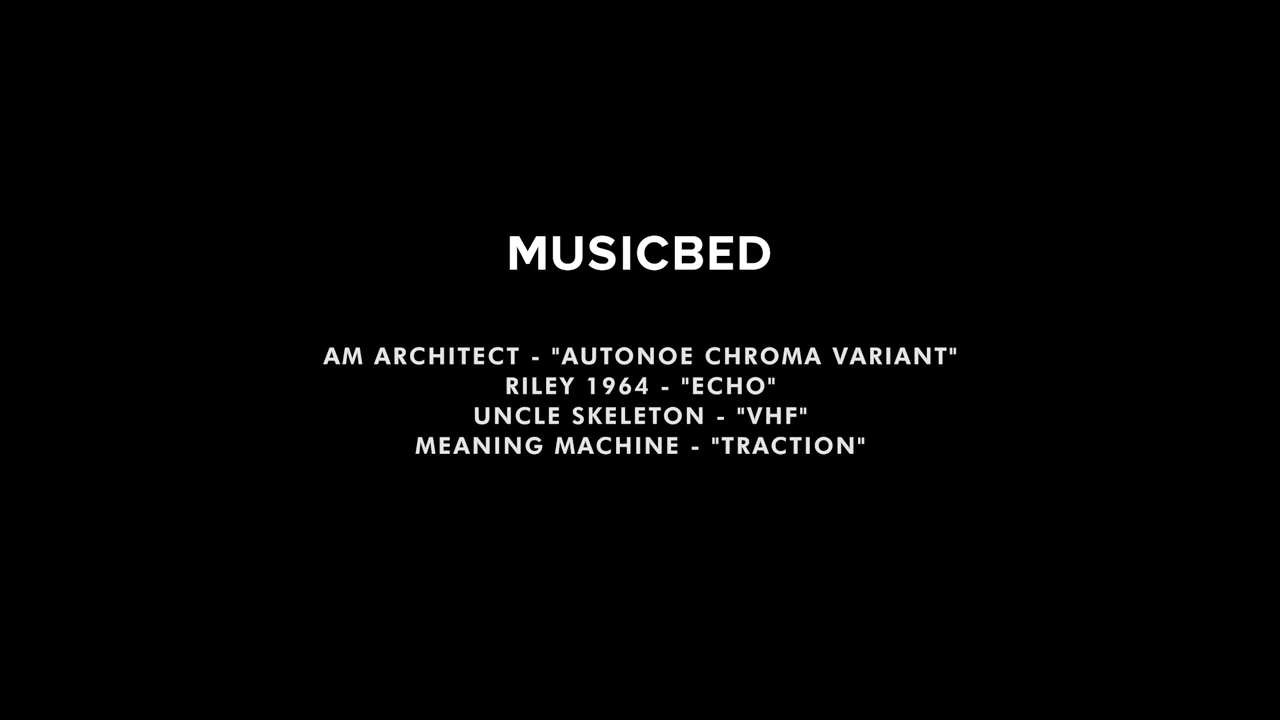 MUSICBED
AM ARCHITECT - "AUTONOE CHROMA VARIANT"
RILEY 1964 - "ECHO"
UNCLE SKELETON - "VHF"
MEANING MACHINE - "TRACTION"